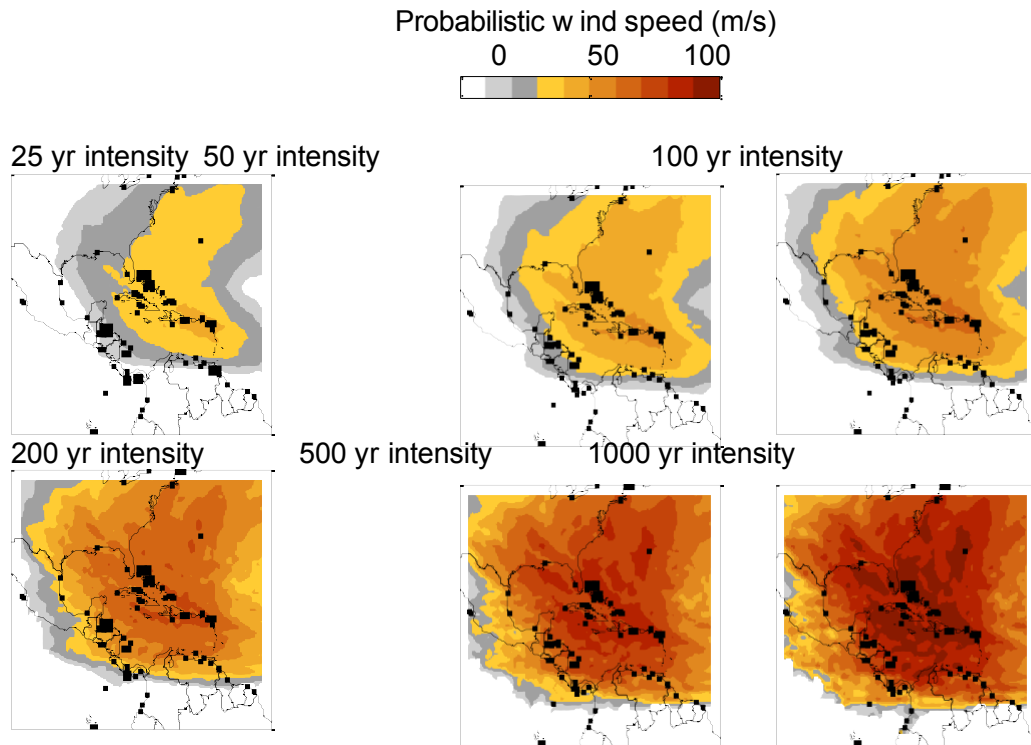 Probabilistic w ind speed (m/s)
0 50 100
25 yr intensity 50 yr intensity 100 yr intensity
200 yr intensity 500 yr intensity 1000 yr intensity